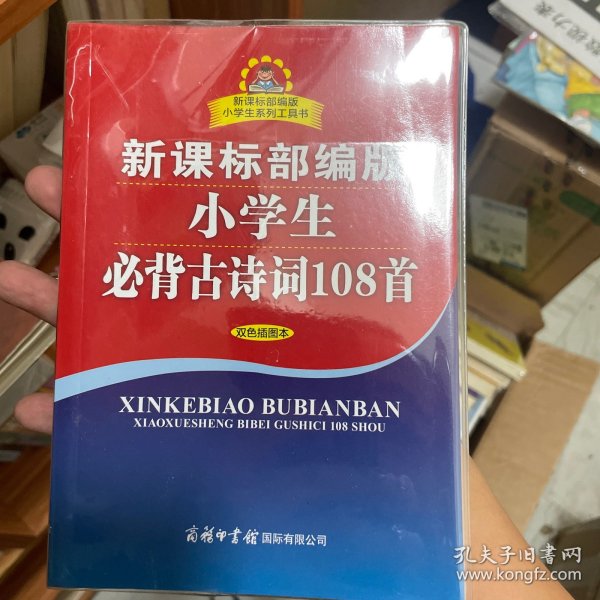 新课标部编版
小学生系列工具书
新课标部编版
小学生
必背古诗词108首
双色插图本
XINKEBIAO BUBIANBAN
XIAOXUESHENG BIBEI GUSHICI 108 SHOU
商務印書館国际有限公司
孔夫子旧书网
www.kongfz.com